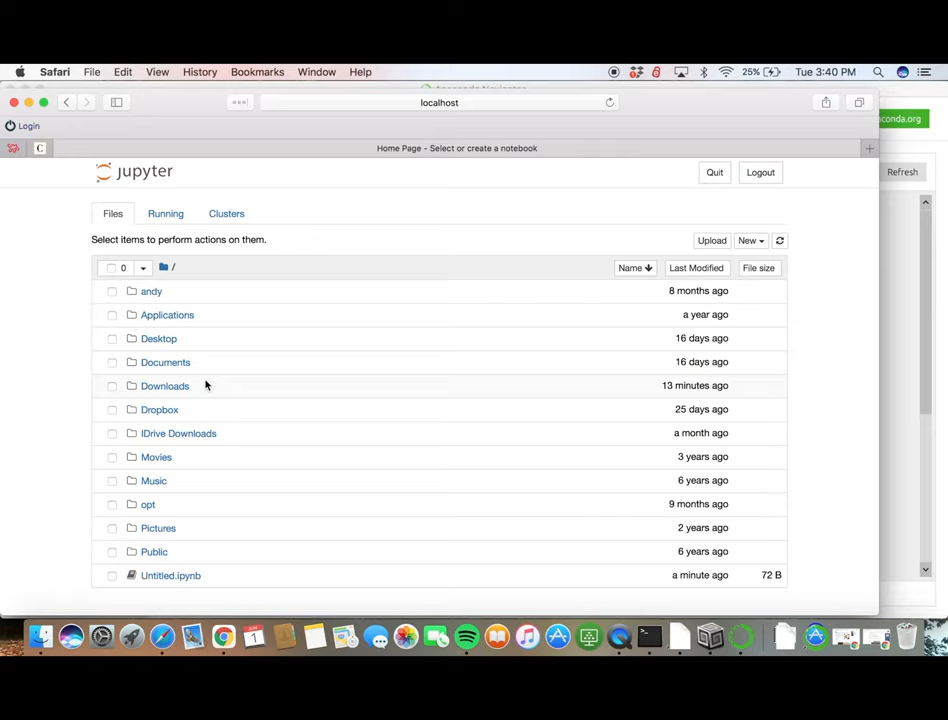 Safari File Edit View History Bookmarks Window Help 25% Tue 3:40 PM
localhost
Login
aconda.org
C Home Page - Select or create a notebook
jupyter Quit Logout Refresh
Files Running Clusters
Select items to perform actions on them. Upload New
0 / Name Last Modified File size
andy 8 months ago
Applications a year ago
Desktop 16 days ago
Documents 16 days ago
Downloads 13 minutes ago
Dropbox 25 days ago
IDrive Downloads a month ago
Movies 3 years ago
Music 6 years ago
opt 9 months ago
Pictures 2 years ago
Public 6 years ago
Untitled.ipynb a minute ago 72 B
1